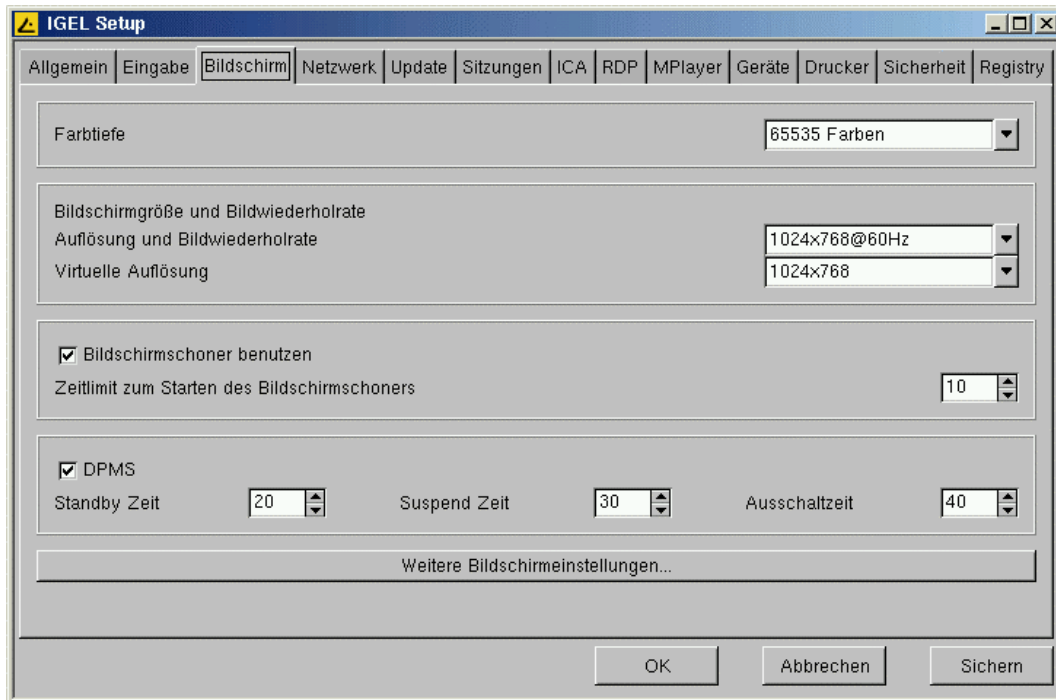 IGEL Setup
Allgemein Eingabe Bildschirm Netzwerk Update Sitzungen ICA RDP MPlayer Geräte Drucker Sicherheit Registry
Farbtiefe 65535 Farben
Bildschirmgröße und Bildwiederholrate
Auflösung und Bildwiederholrate 1024x768@60Hz
Virtuelle Auflösung 1024x768
Bildschirmschoner benutzen
Zeitlimit zum Starten des Bildschirmschoners 10
DPMS
Standby Zeit 20 Suspend Zeit 30 Ausschaltzeit 40
Weitere Bildschirmeinstellungen...
OK Abbrechen Sichern